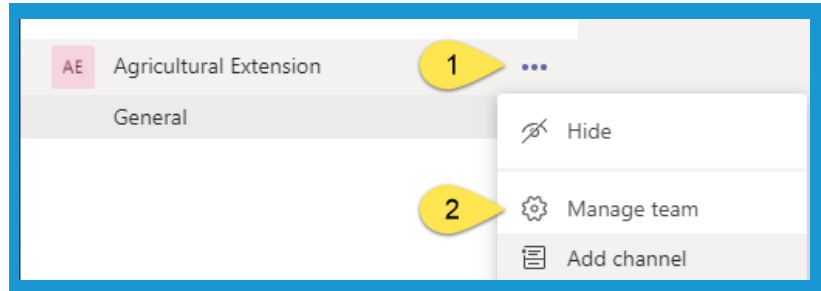 AE Agricultural Extension 1 •••
General
Hide
2 Manage team
Add channel